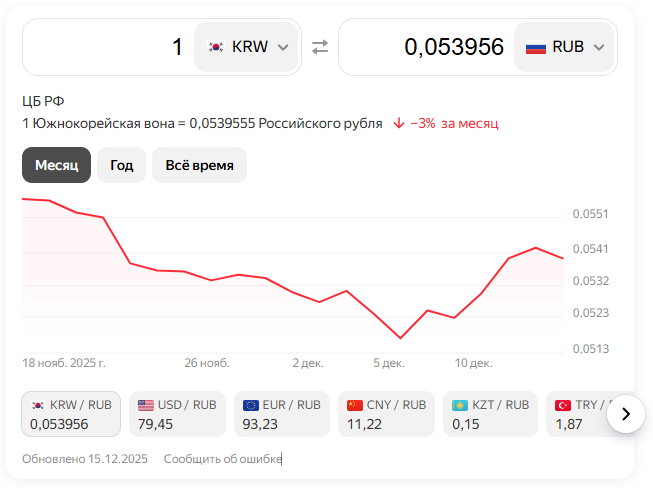 1 KRW 0,053956 RUB
ЦБ РФ
1 Южнокорейская вона = 0,0539555 Российского рубля ↓ −3% за месяц
Месяц Год Всё время
0,0551
0,0541
0,0532
0,0523
0,0513
18 нояб. 2025 г. 26 нояб. 2 дек. 5 дек. 10 дек.
KRW / RUB USD / RUB EUR / RUB CNY / RUB KZT / RUB TRY /
0,053956 79,45 93,23 11,22 0,15 1,87
Обновлено 15.12.2025 Сообщить об ошибке